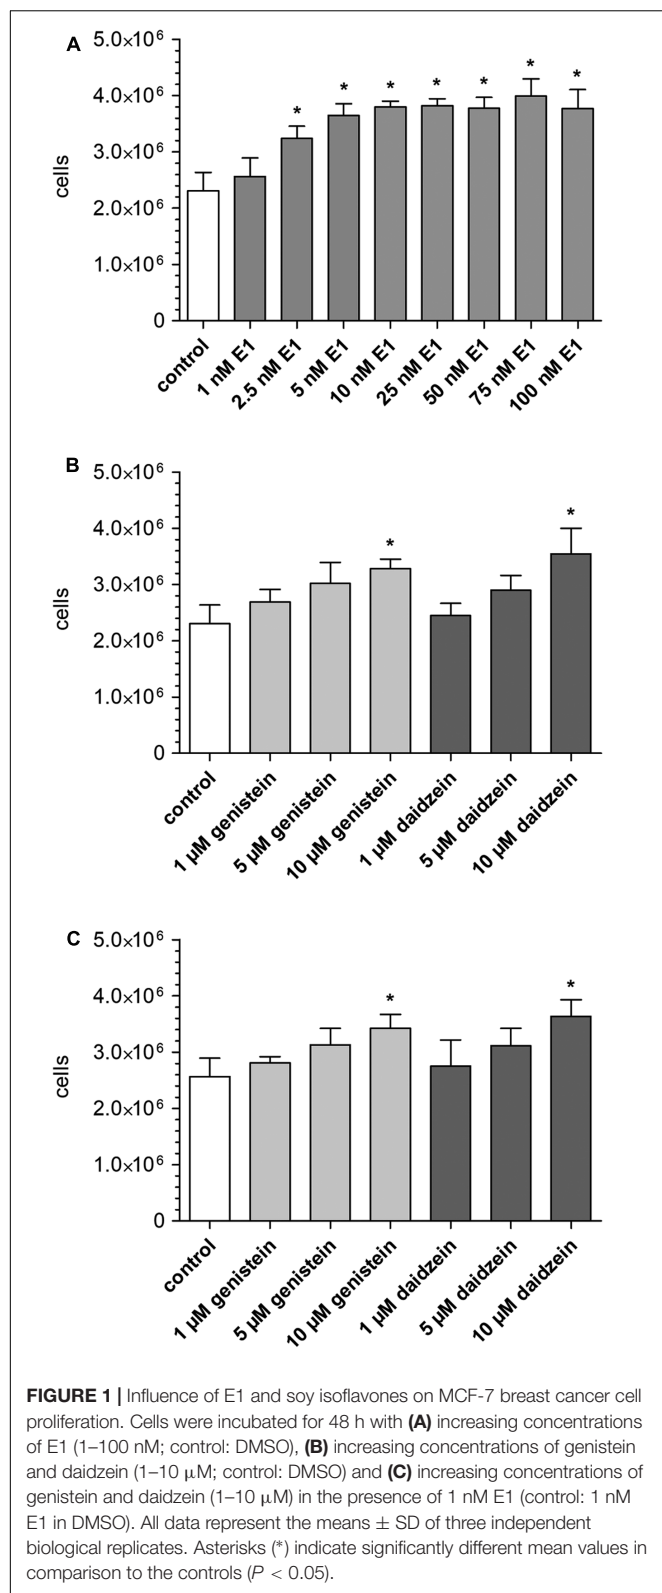 A
5.0×10⁶
4.0×10⁶
3.0×10⁶
2.0×10⁶
1.0×10⁶
0
cells
* * * * * * *
control
1 nM E1
2.5 nM E1
5 nM E1
10 nM E1
25 nM E1
50 nM E1
75 nM E1
100 nM E1
B
5.0×10⁶
4.0×10⁶
3.0×10⁶
2.0×10⁶
1.0×10⁶
0
cells
* *
control
1 µM genistein
5 µM genistein
10 µM genistein
1 µM daidzein
5 µM daidzein
10 µM daidzein
C
5.0×10⁶
4.0×10⁶
3.0×10⁶
2.0×10⁶
1.0×10⁶
0
cells
* *
control
1 µM genistein
5 µM genistein
10 µM genistein
1 µM daidzein
5 µM daidzein
10 µM daidzein
FIGURE 1 | Influence of E1 and soy isoflavones on MCF-7 breast cancer cell
proliferation. Cells were incubated for 48 h with (A) increasing concentrations
of E1 (1–100 nM; control: DMSO), (B) increasing concentrations of genistein
and daidzein (1–10 µM; control: DMSO) and (C) increasing concentrations of
genistein and daidzein (1–10 µM) in the presence of 1 nM E1 (control: 1 nM
E1 in DMSO). All data represent the means ± SD of three independent
biological replicates. Asterisks (*) indicate significantly different mean values in
comparison to the controls (P < 0.05).